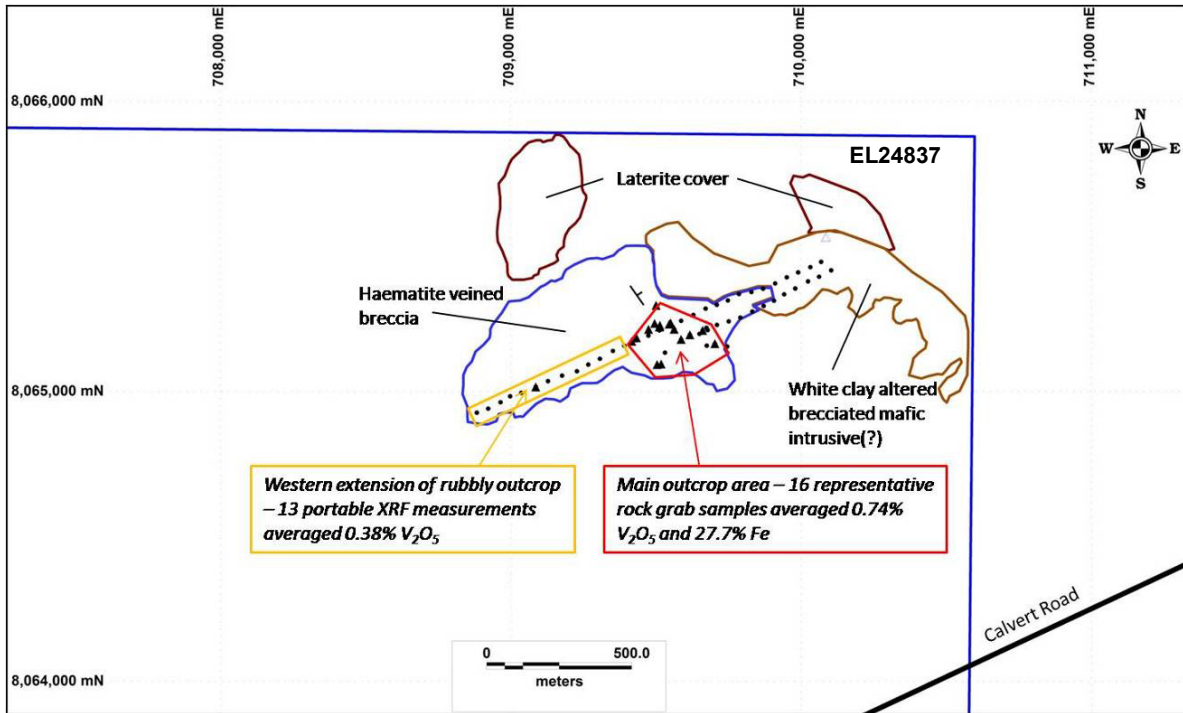 708,000 mE
709,000 mE
710,000 mE
711,000 mE
8,066,000 mN
N
W E
S
EL24837
Laterite cover
Haematite veined
breccia
8,065,000 mN
White clay altered
brecciated mafic
intrusive(?)
Western extension of rubbly outcrop
– 13 portable XRF measurements
averaged 0.38% V₂O₅
Main outcrop area – 16 representative
rock grab samples averaged 0.74%
V₂O₅ and 27.7% Fe
Calvert Road
0 500.0
meters
8,064,000 mN